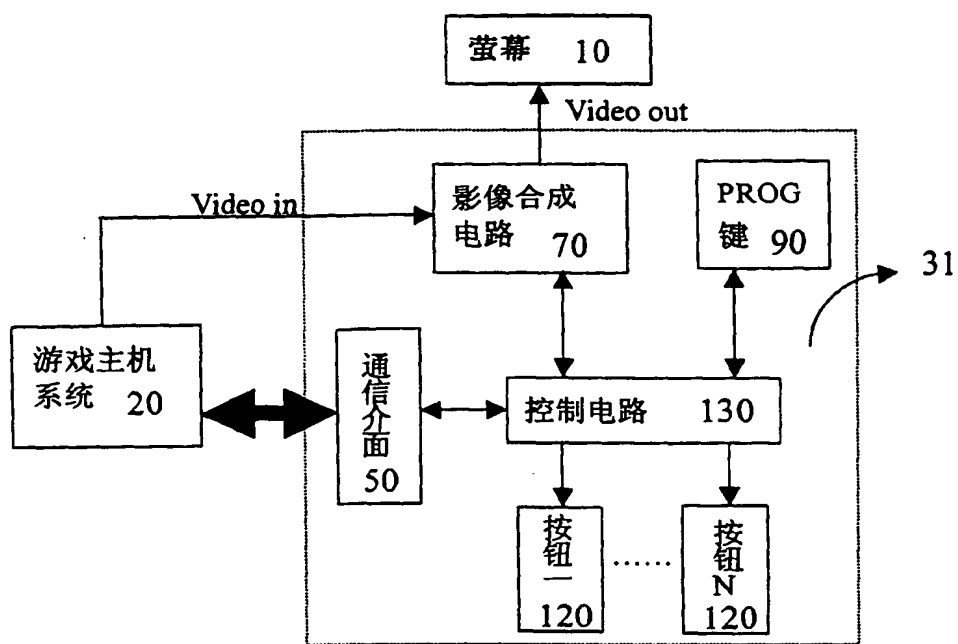 萤幕 10
Video out
Video in
影像合成
电路 70
PROG
键 90
31
游戏主机
系统 20
通信介面
50
控制电路 130
按钮一
120
......
按钮N
120